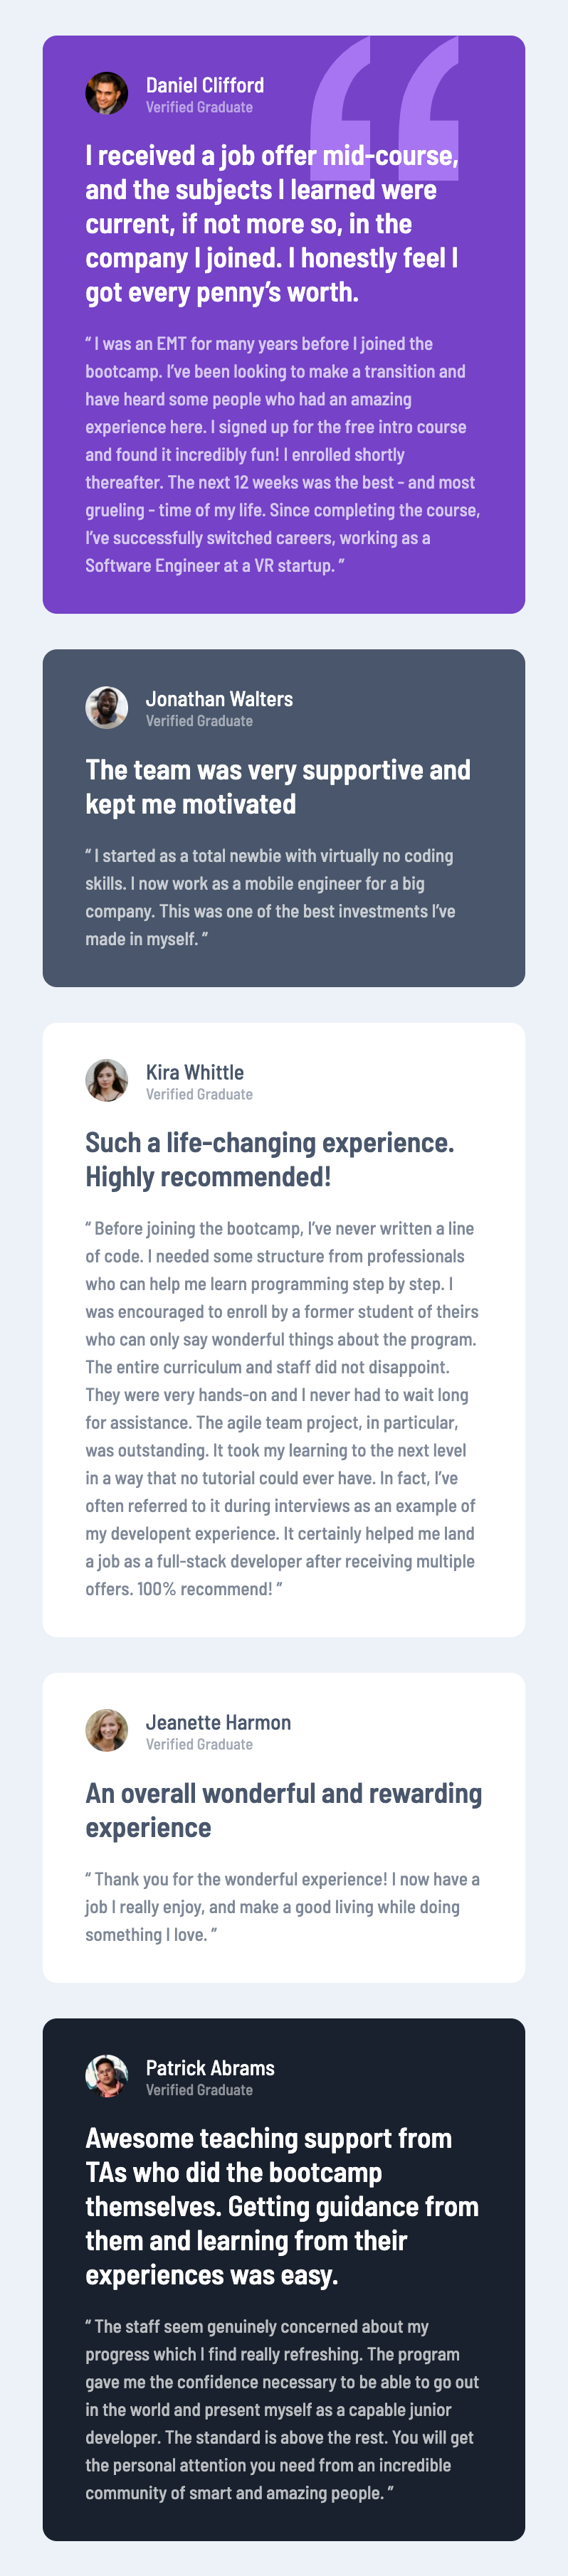 Daniel Clifford
Verified Graduate
I received a job offer mid-course,
and the subjects I learned were
current, if not more so, in the
company I joined. I honestly feel I
got every penny’s worth.
“ I was an EMT for many years before I joined the
bootcamp. I’ve been looking to make a transition and
have heard some people who had an amazing
experience here. I signed up for the free intro course
and found it incredibly fun! I enrolled shortly
thereafter. The next 12 weeks was the best - and most
grueling - time of my life. Since completing the course,
I’ve successfully switched careers, working as a
Software Engineer at a VR startup. ”
Jonathan Walters
Verified Graduate
The team was very supportive and
kept me motivated
“ I started as a total newbie with virtually no coding
skills. I now work as a mobile engineer for a big
company. This was one of the best investments I’ve
made in myself. ”
Kira Whittle
Verified Graduate
Such a life-changing experience.
Highly recommended!
“ Before joining the bootcamp, I’ve never written a line
of code. I needed some structure from professionals
who can help me learn programming step by step. I
was encouraged to enroll by a former student of theirs
who can only say wonderful things about the program.
The entire curriculum and staff did not disappoint.
They were very hands-on and I never had to wait long
for assistance. The agile team project, in particular,
was outstanding. It took my learning to the next level
in a way that no tutorial could ever have. In fact, I’ve
often referred to it during interviews as an example of
my developent experience. It certainly helped me land
a job as a full-stack developer after receiving multiple
offers. 100% recommend! ”
Jeanette Harmon
Verified Graduate
An overall wonderful and rewarding
experience
“ Thank you for the wonderful experience! I now have a
job I really enjoy, and make a good living while doing
something I love. ”
Patrick Abrams
Verified Graduate
Awesome teaching support from
TAs who did the bootcamp
themselves. Getting guidance from
them and learning from their
experiences was easy.
“ The staff seem genuinely concerned about my
progress which I find really refreshing. The program
gave me the confidence necessary to be able to go out
in the world and present myself as a capable junior
developer. The standard is above the rest. You will get
the personal attention you need from an incredible
community of smart and amazing people. ”